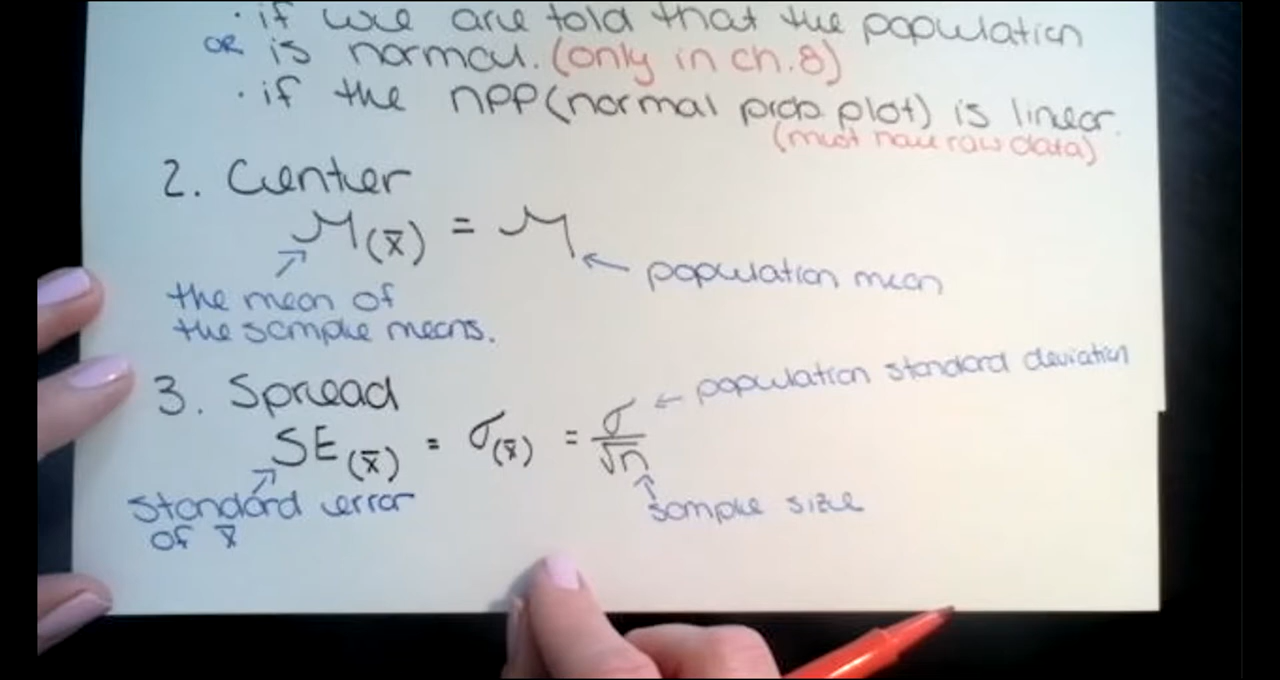 · if we are told that the population
OR is normal. (only in ch. 8)
· if the npp (normal prob. plot) is linear.
(must have raw data)
2. Center
μ(x̄) = μ
population mean
the mean of
the sample means.
3. Spread
population standard deviation
SE(x̄) = σ(x̄) = σ/√n
standard error
of x̄
sample size